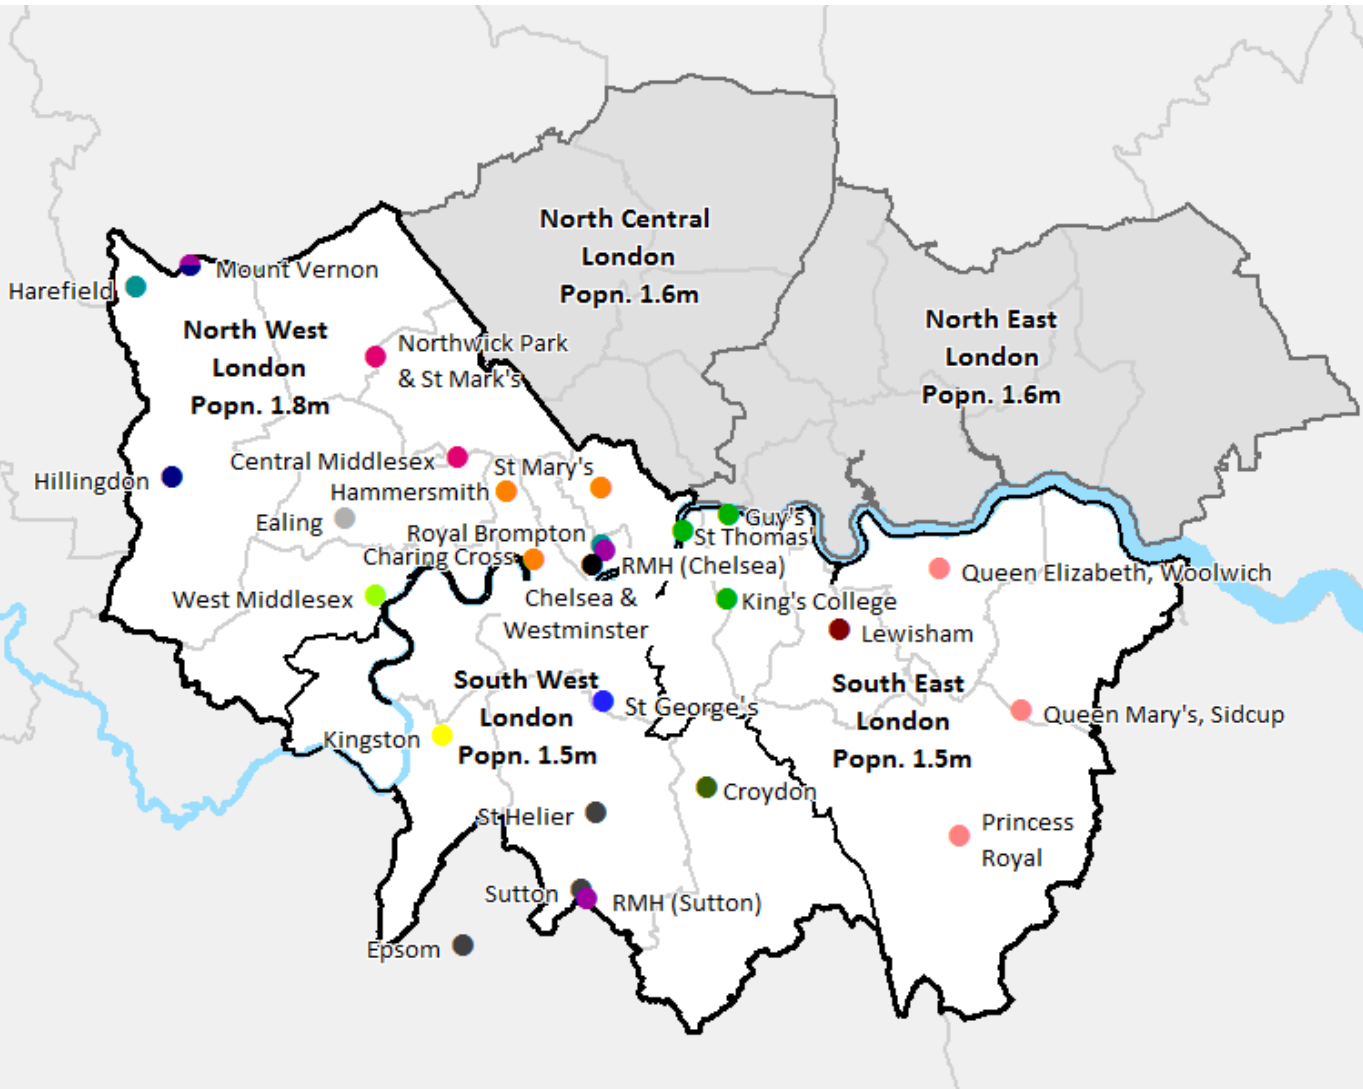 North Central
London
Popn. 1.6m
Mount Vernon
Harefield
North West
London
Popn. 1.8m
North East
London
Popn. 1.6m
Northwick Park
& St Mark's
Central Middlesex
St Mary's
Hillingdon
Hammersmith
Ealing
Guy's
Royal Brompton
St Thomas'
Charing Cross
RMH (Chelsea)
Queen Elizabeth, Woolwich
West Middlesex
Chelsea &
Westminster
King's College
Lewisham
South West
London
Popn. 1.5m
St George's
South East
London
Popn. 1.5m
Queen Mary's, Sidcup
Kingston
Croydon
St Helier
Princess
Royal
Sutton
RMH (Sutton)
Epsom